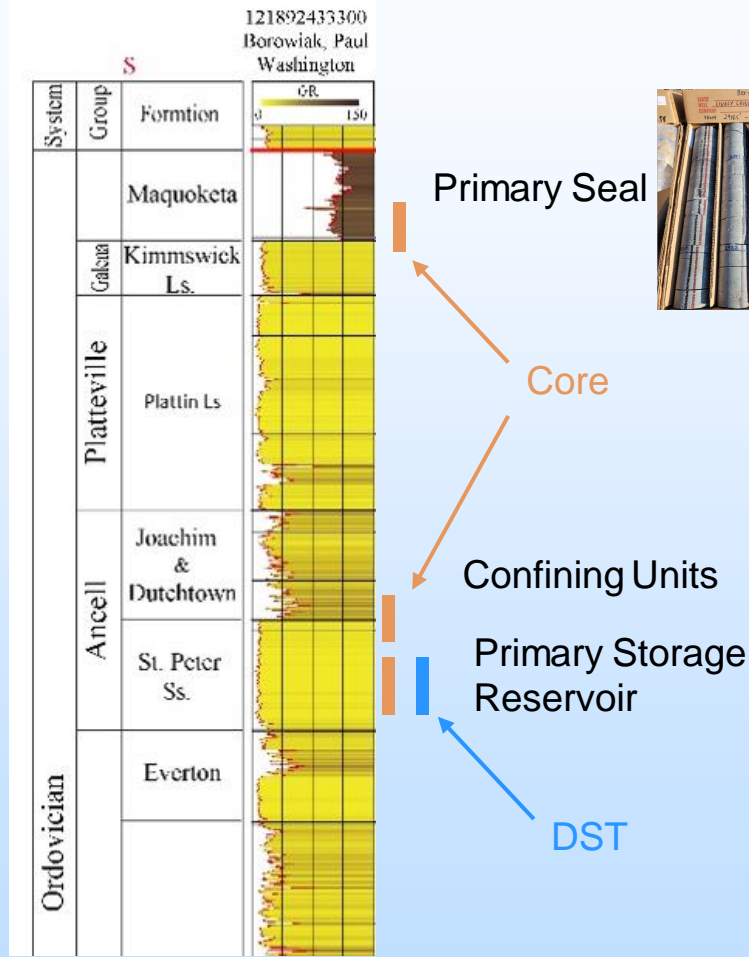 121892433300
Borowiak, Paul
Washington
S
System
Group
Formtion
GR
0
150
Maquoketa
Primary Seal
Galena
Kimmswick
Ls.
Platteville
Plattin Ls
Core
Ancell
Joachim
&
Dutchtown
Confining Units
St. Peter
Ss.
Primary Storage
Reservoir
Everton
DST
Ordovician